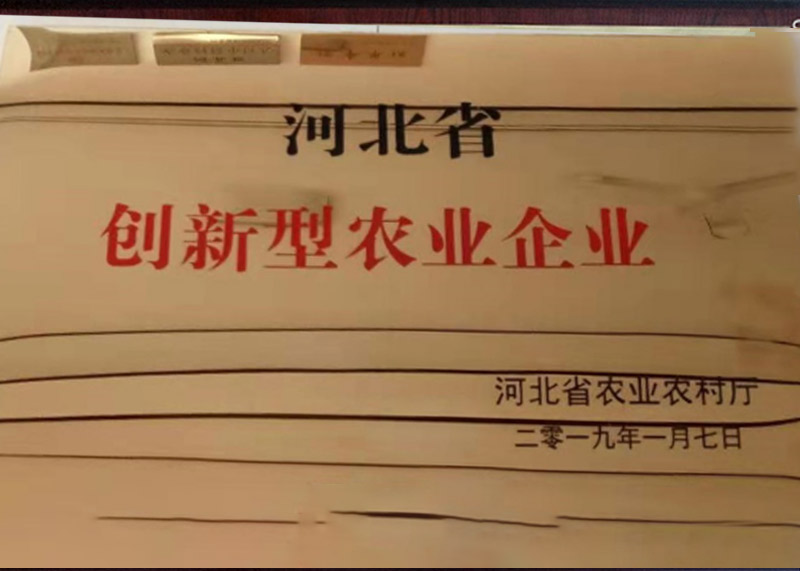 河北省
创新型农业企业
河北省农业农村厅
二零一九年一月七日